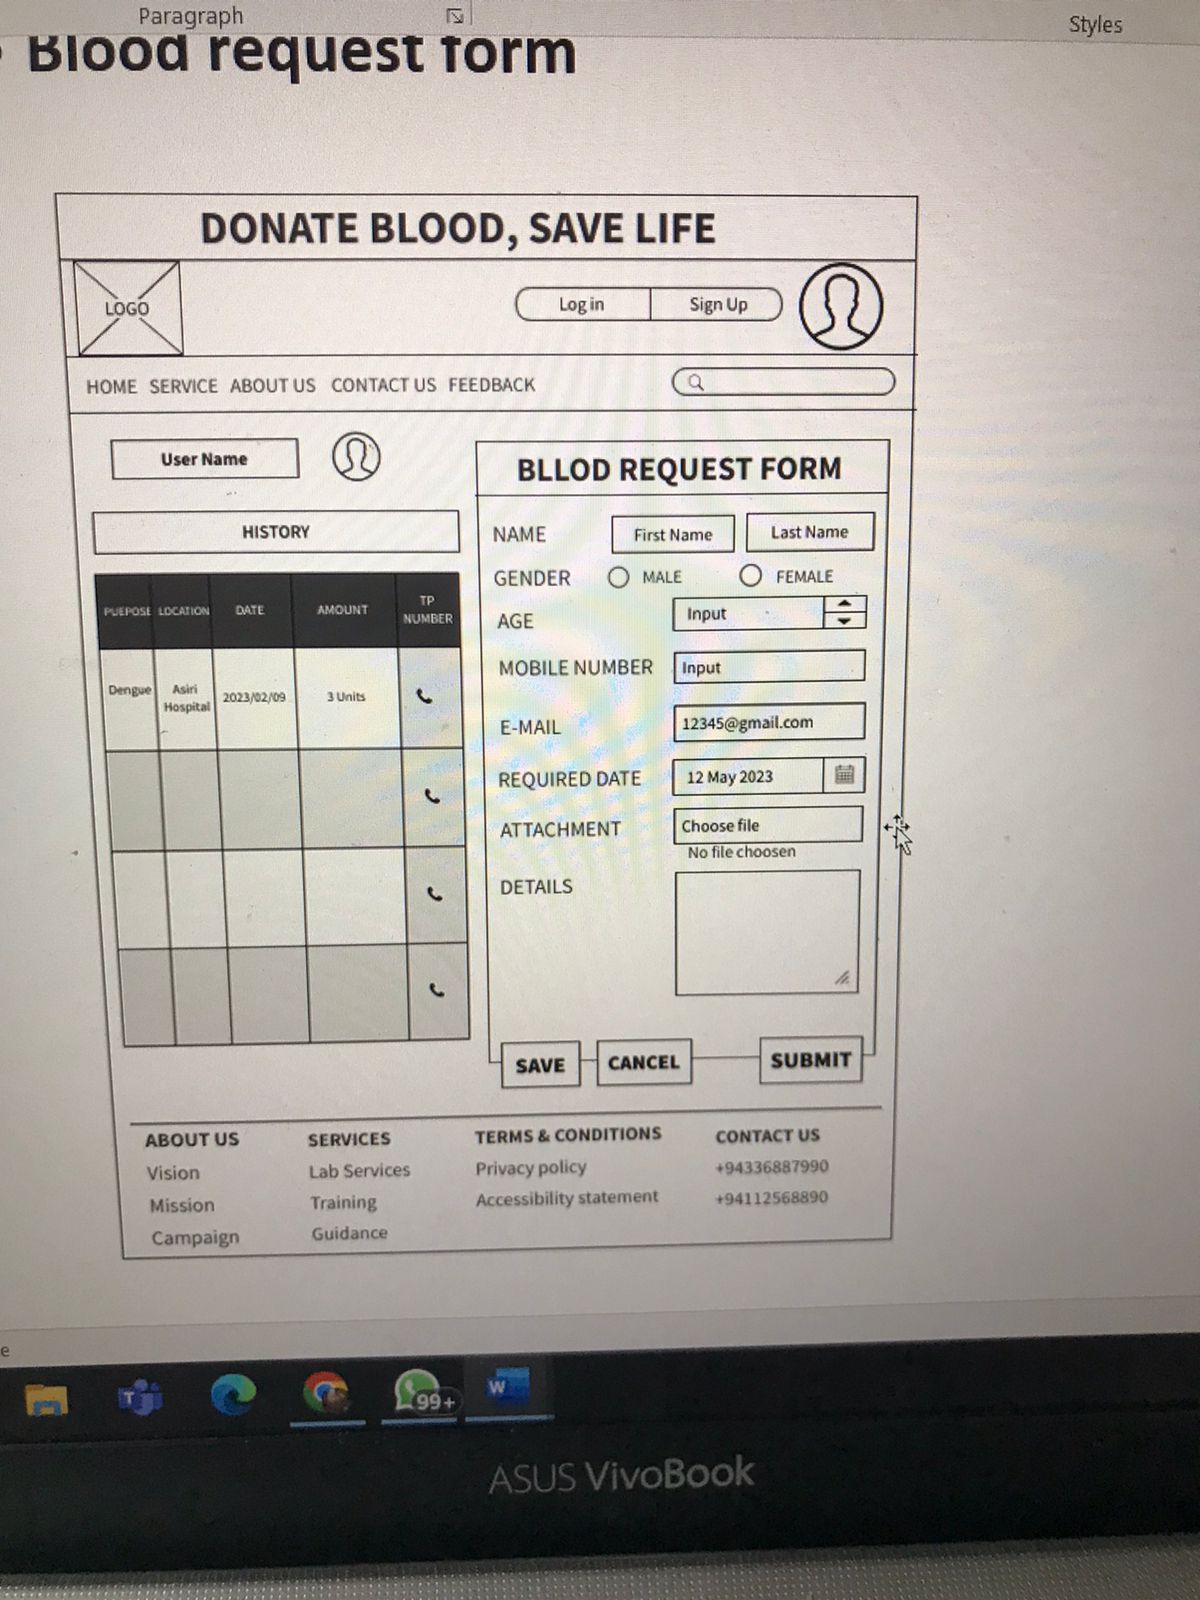 Paragraph
Styles
Blood request form
DONATE BLOOD, SAVE LIFE
LOGO
Log in
Sign Up
HOME SERVICE ABOUT US CONTACT US FEEDBACK
User Name
HISTORY
PUEPOSE LOCATION DATE AMOUNT TP NUMBER
Dengue Asiri Hospital 2023/02/09 3 Units
BLLOD REQUEST FORM
NAME First Name Last Name
GENDER MALE FEMALE
AGE Input
MOBILE NUMBER Input
E-MAIL 12345@gmail.com
REQUIRED DATE 12 May 2023
ATTACHMENT Choose file
No file choosen
DETAILS
SAVE CANCEL SUBMIT
ABOUT US
Vision
Mission
Campaign
SERVICES
Lab Services
Training
Guidance
TERMS & CONDITIONS
Privacy policy
Accessibility statement
CONTACT US
+94336887990
+94112568890
99+
ASUS VivoBook